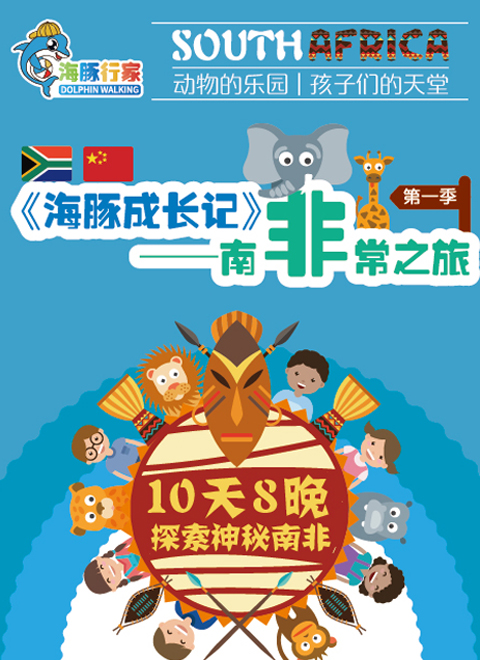 海豚行家
DOLPHIN WALKING
SOUTH AFRICA
动物的乐园|孩子们的天堂
第一季
《海豚成长记》
——南非常之旅
10天8晚
探索神秘南非